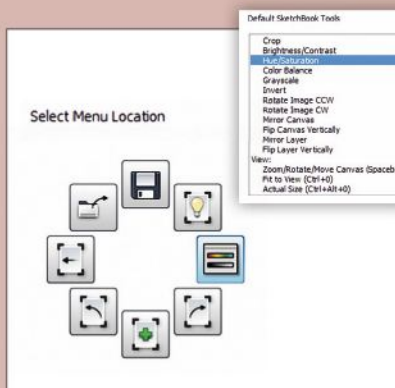 Default SketchBook Tools
Crop
Brightness/Contrast
Hue/Saturation
Color Balance
Grayscale
Invert
Rotate Image CCW
Rotate Image CW
Mirror Canvas
Flip Canvas Vertically
Mirror Layer
Flip Layer Vertically
View:
Zoom/Rotate/Move Canvas (Spaceb
Fit to View (Ctrl+0)
Actual Size (Ctrl+Alt+0)
Select Menu Location